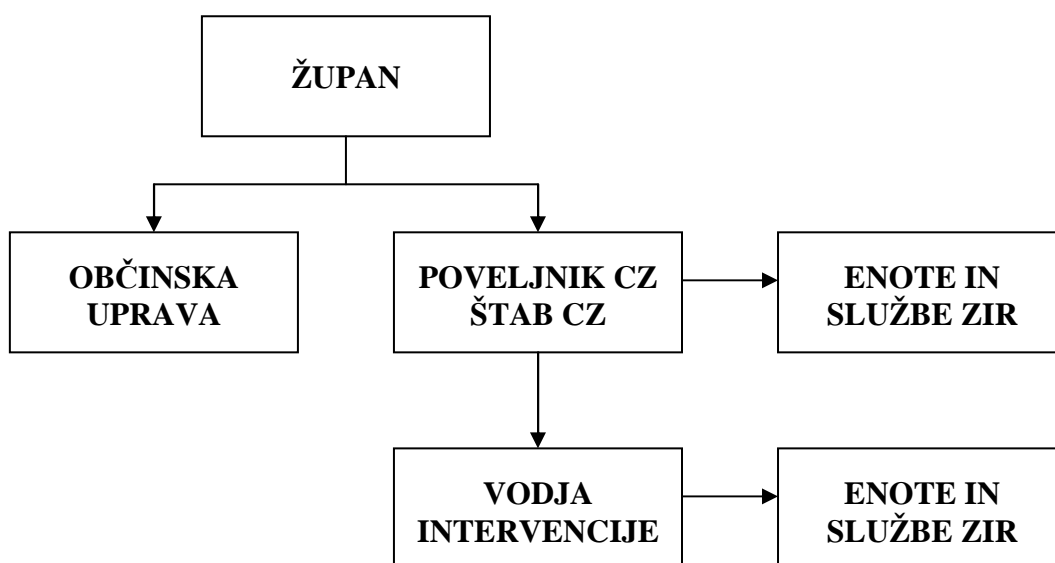 ŽUPAN
OBČINSKA
UPRAVA
POVELJNIK CZ
ŠTAB CZ
ENOTE IN
SLUŽBE ZIR
VODJA
INTERVENCIJE
ENOTE IN
SLUŽBE ZIR